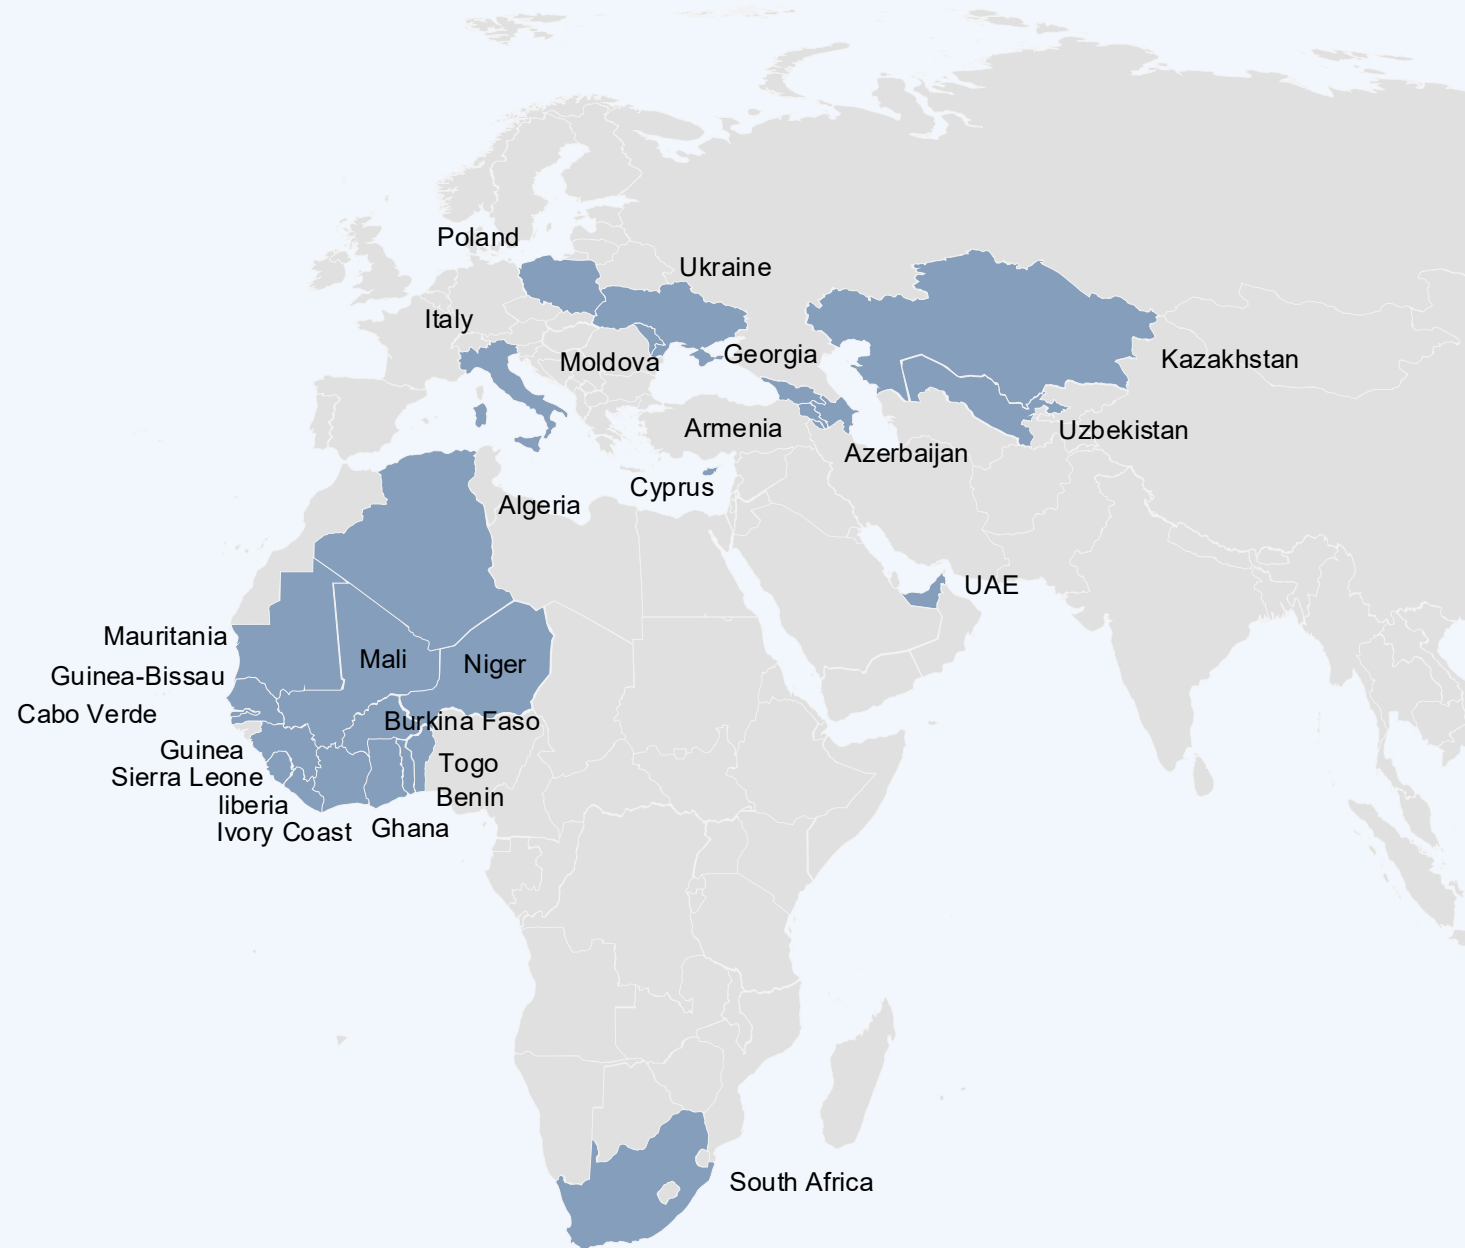 Poland
Ukraine
Italy
Moldova
Georgia
Kazakhstan
Armenia
Uzbekistan
Azerbaijan
Cyprus
Algeria
UAE
Mauritania
Mali
Niger
Guinea-Bissau
Cabo Verde
Burkina Faso
Guinea
Togo
Sierra Leone
Benin
liberia
Ivory Coast
Ghana
South Africa